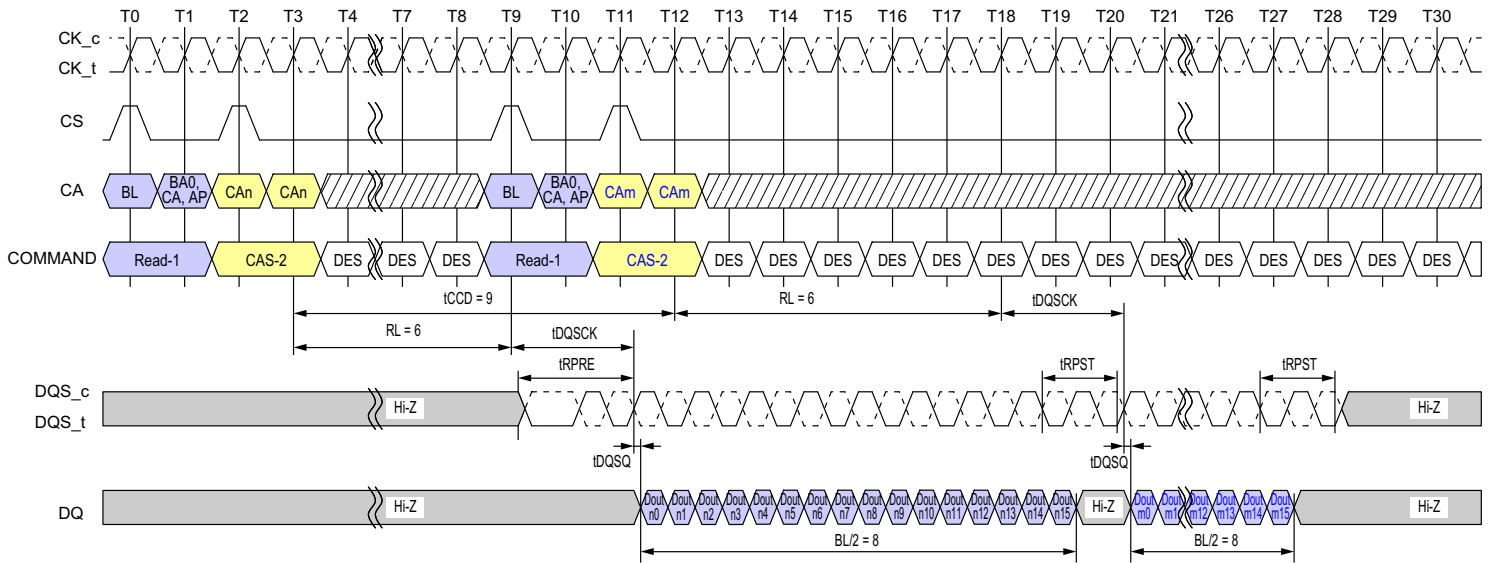 T0 T1 T2 T3 T4 T7 T8 T9 T10 T11 T12 T13 T14 T15 T16 T17 T18 T19 T20 T21 T26 T27 T28 T29 T30
CK_c
CK_t
CS
CA BL BA0, CA, AP CAn CAn BL BA0, CA, AP CAm CAm
COMMAND Read-1 CAS-2 DES DES DES Read-1 CAS-2 DES DES DES DES DES DES DES DES DES DES DES DES DES DES
tCCD = 9 RL = 6 tDQSCK
RL = 6 tDQSCK
tRPRE tRPST tRPST
DQS_c
DQS_t
Hi-Z Hi-Z
tDQSQ tDQSQ
DQ Hi-Z Dout n0 Dout n1 Dout n2 Dout n3 Dout n4 Dout n5 Dout n6 Dout n7 Dout n8 Dout n9 Dout n10 Dout n11 Dout n12 Dout n13 Dout n14 Dout n15 Hi-Z Dout m0 Dout m1 Dout m12 Dout m13 Dout m14 Dout m15 Hi-Z
BL/2 = 8 BL/2 = 8